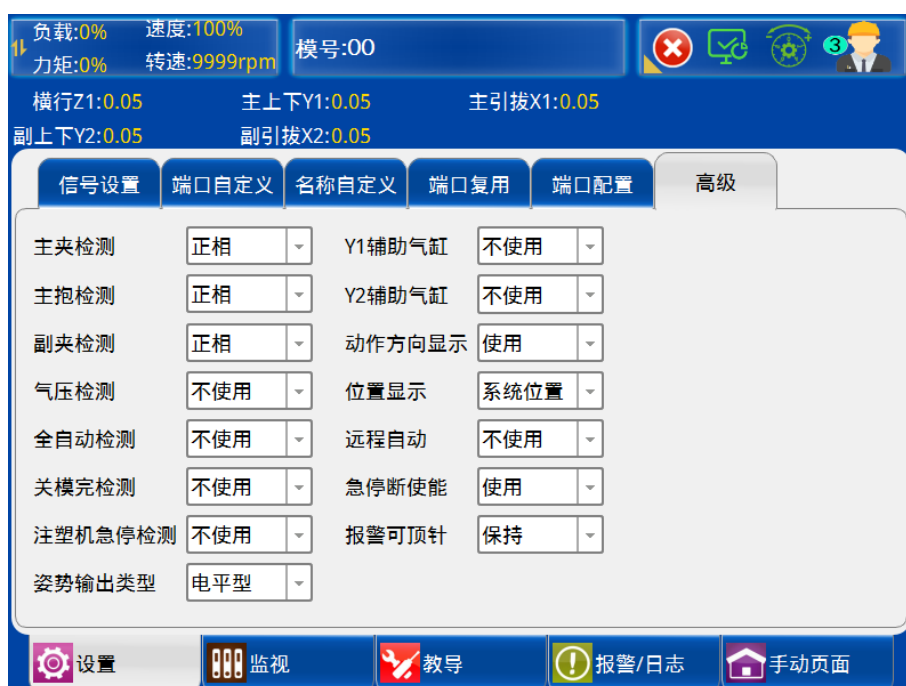 负载:0% 速度:100%
力矩:0% 转速:9999rpm
模号:00
3
横行Z1:0.05 主上下Y1:0.05 主引拔X1:0.05
副上下Y2:0.05 副引拔X2:0.05
信号设置 端口自定义 名称自定义 端口复用 端口配置 高级
主夹检测 正相 Y1辅助气缸 不使用
主抱检测 正相 Y2辅助气缸 不使用
副夹检测 正相 动作方向显示 使用
气压检测 不使用 位置显示 系统位置
全自动检测 不使用 远程自动 不使用
关模完检测 不使用 急停断使能 使用
注塑机急停检测 不使用 报警可顶针 保持
姿势输出类型 电平型
设置 监视 教导 报警/日志 手动页面